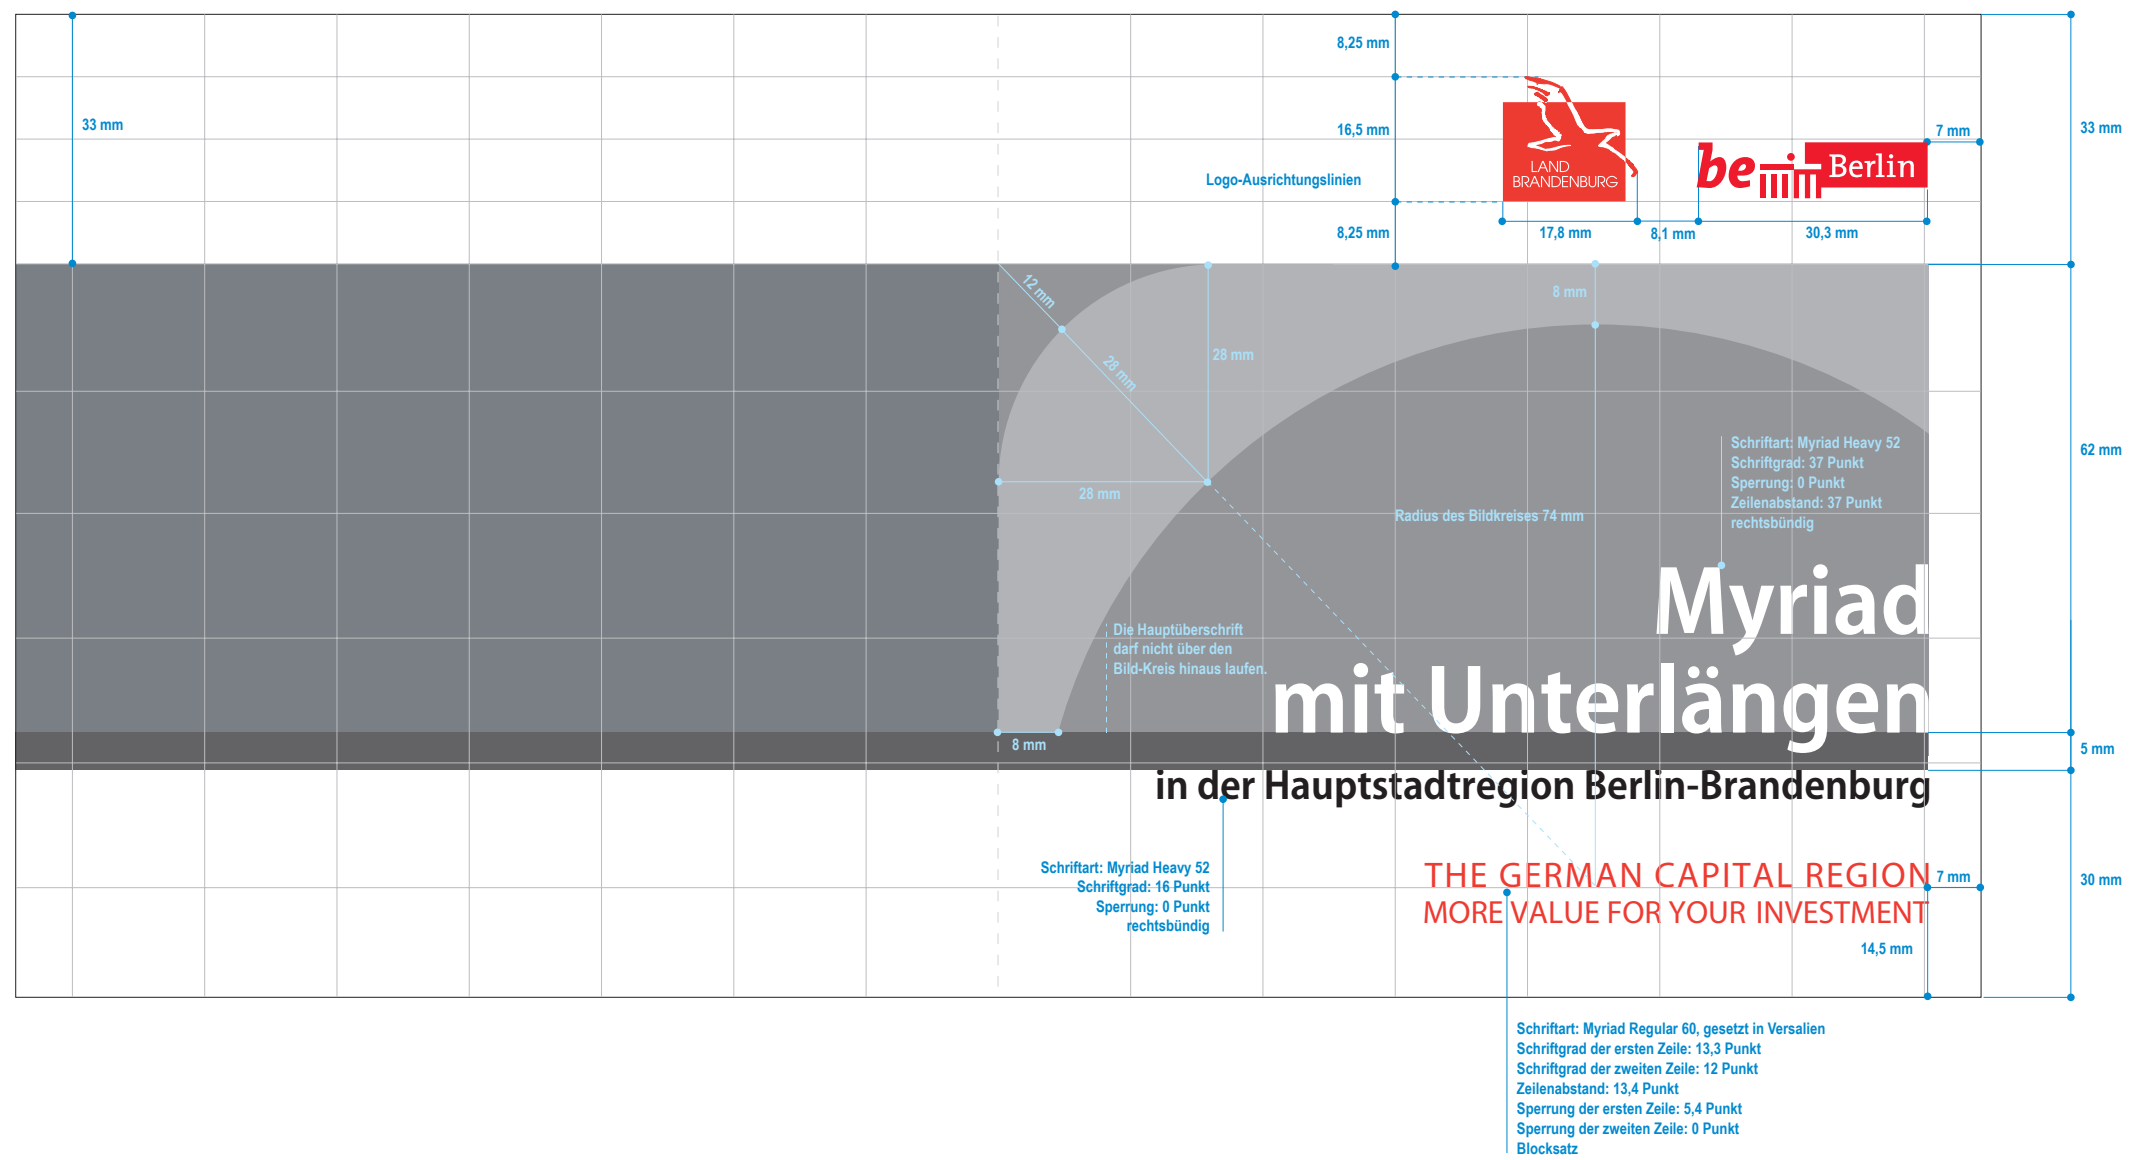 8,25 mm
33 mm
16,5 mm
Logo-Ausrichtungslinien
8,25 mm
LAND
BRANDENBURG
be Berlin
7 mm
33 mm
17,8 mm
8,1 mm
30,3 mm
12 mm
28 mm
28 mm
28 mm
8 mm
Radius des Bildkreises 74 mm
Schriftart: Myriad Heavy 52
Schriftgrad: 37 Punkt
Sperrung: 0 Punkt
Zeilenabstand: 37 Punkt
rechtsbündig
62 mm
Die Hauptüberschrift
darf nicht über den
Bild-Kreis hinaus laufen.
Myriad
mit Unterlängen
8 mm
5 mm
in der Hauptstadtregion Berlin-Brandenburg
Schriftart: Myriad Heavy 52
Schriftgrad: 16 Punkt
Sperrung: 0 Punkt
rechtsbündig
THE GERMAN CAPITAL REGION
MORE VALUE FOR YOUR INVESTMENT
7 mm
30 mm
14,5 mm
Schriftart: Myriad Regular 60, gesetzt in Versalien
Schriftgrad der ersten Zeile: 13,3 Punkt
Schriftgrad der zweiten Zeile: 12 Punkt
Zeilenabstand: 13,4 Punkt
Sperrung der ersten Zeile: 5,4 Punkt
Sperrung der zweiten Zeile: 0 Punkt
Blocksatz